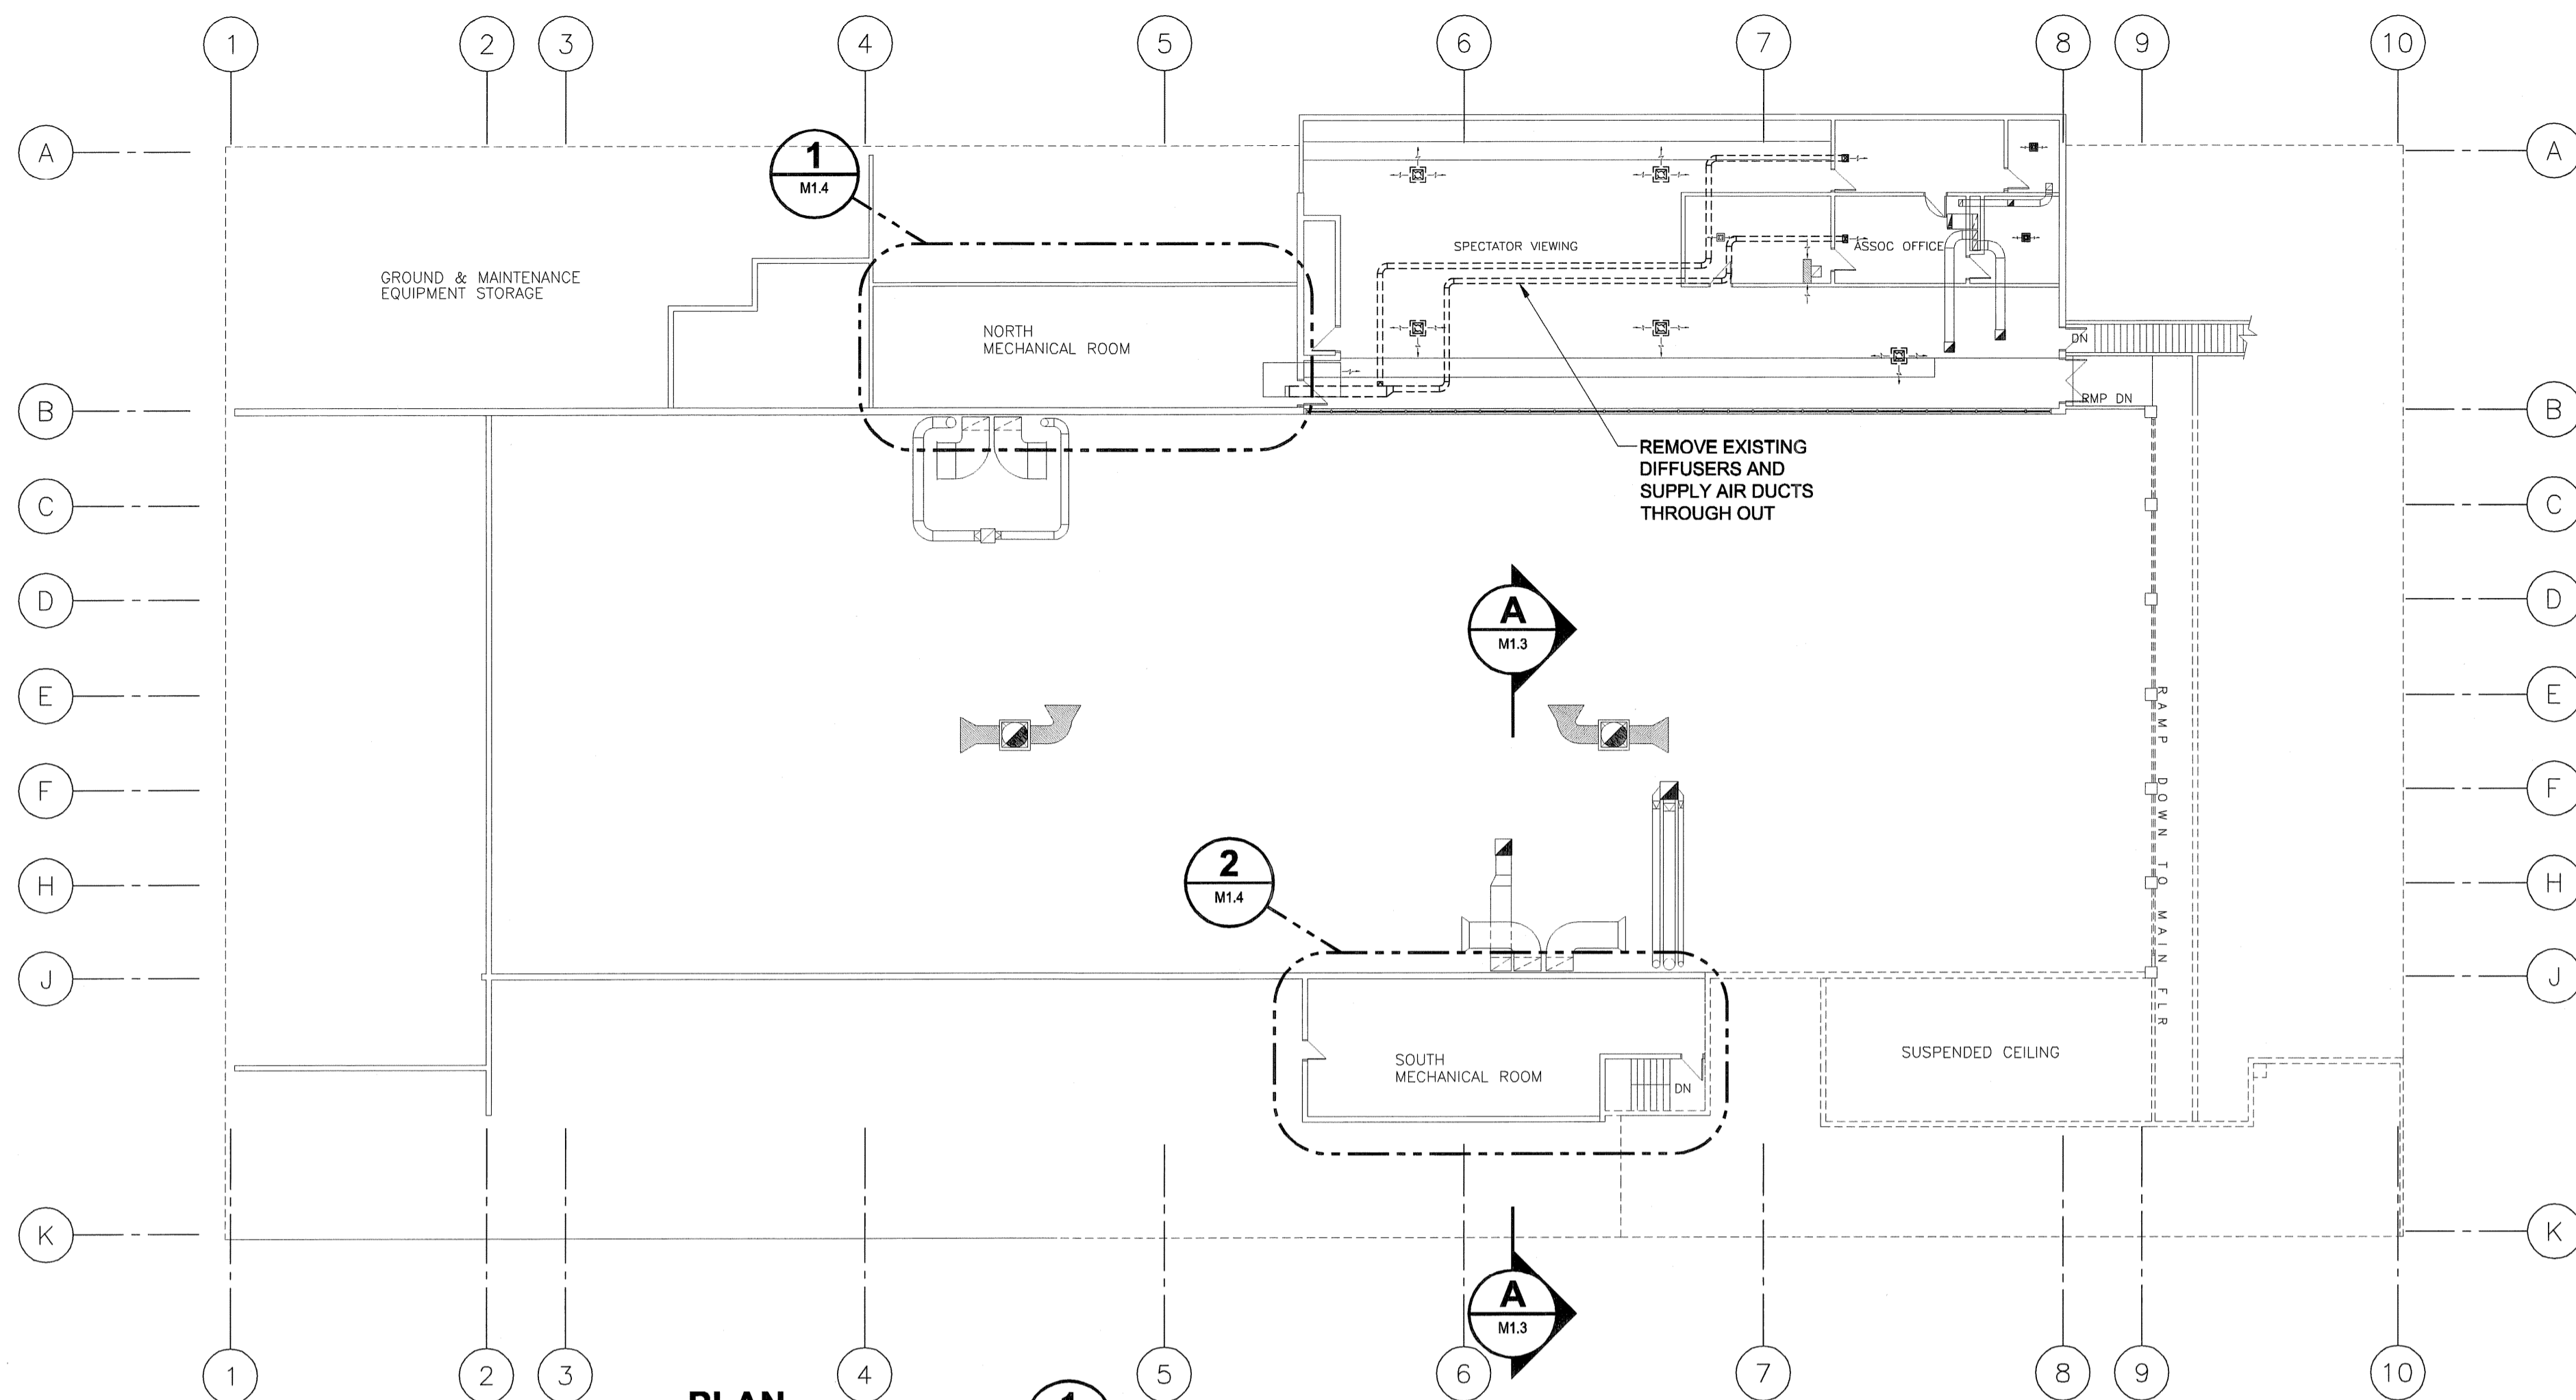 1 2 3 4 5 6 7 8 9 10
A A
1
M1.4
SPECTATOR VIEWING
ASSOC OFFICE
GROUND & MAINTENANCE
EQUIPMENT STORAGE
NORTH
MECHANICAL ROOM
DN
RMP DN
B B
REMOVE EXISTING
DIFFUSERS AND
SUPPLY AIR DUCTS
THROUGH OUT
C C
D D
A
M1.3
E E
RAMP DOWN TO MAIN FLR
F F
2
M1.4
H H
J J
SOUTH
MECHANICAL ROOM
DN
SUSPENDED CEILING
K K
A
M1.3
1 2 3 4 5 6 7 8 9 10
PLAN
1